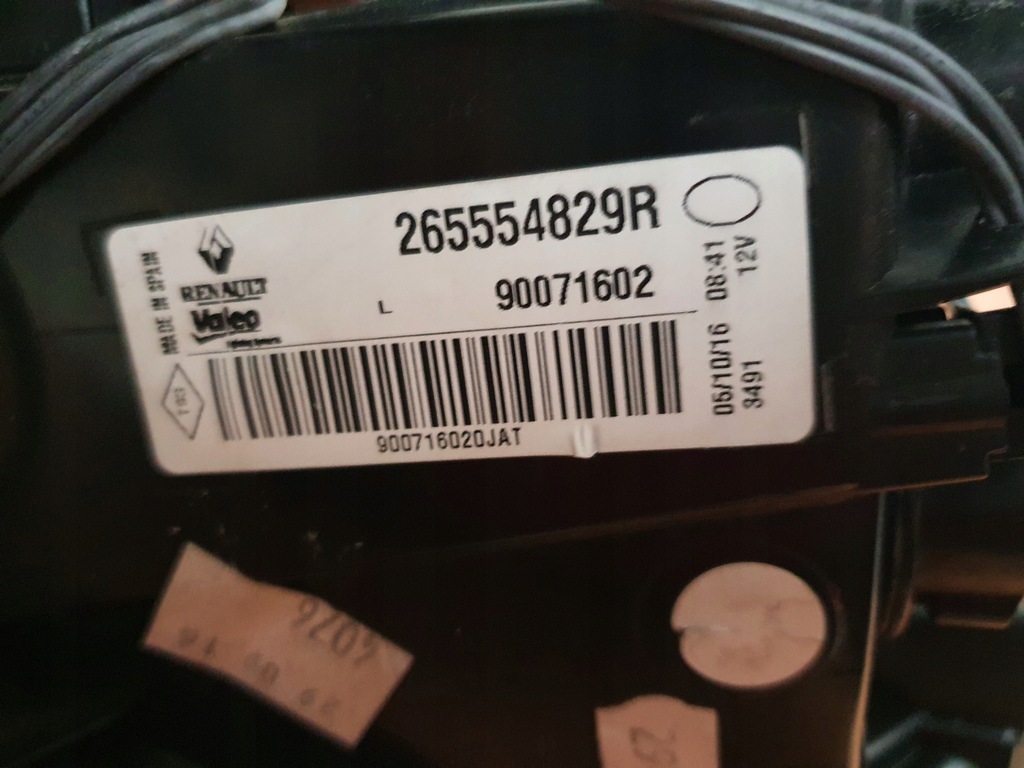 265554829R
RENAULT
Valeo
L 90071602
MADE IN SPAIN
900716020JAT
05/10/16 08:41
3491 12V